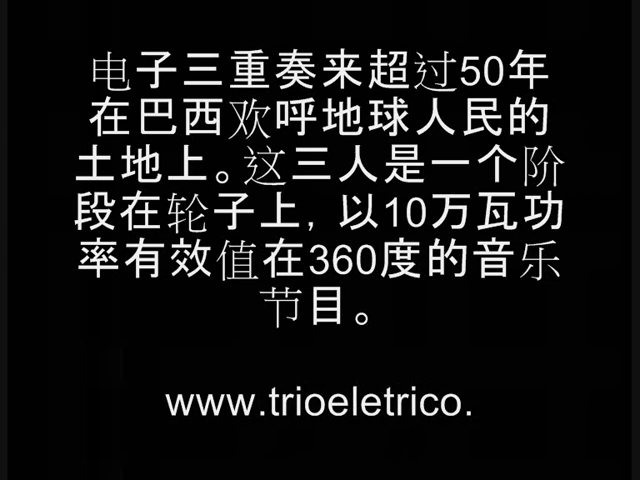 电子三重奏来超过50年
在巴西欢呼地球人民的
土地上。这三人是一个阶
段在轮子上，以10万瓦功
率有效值在360度的音乐
节目。
www.trioeletrico.